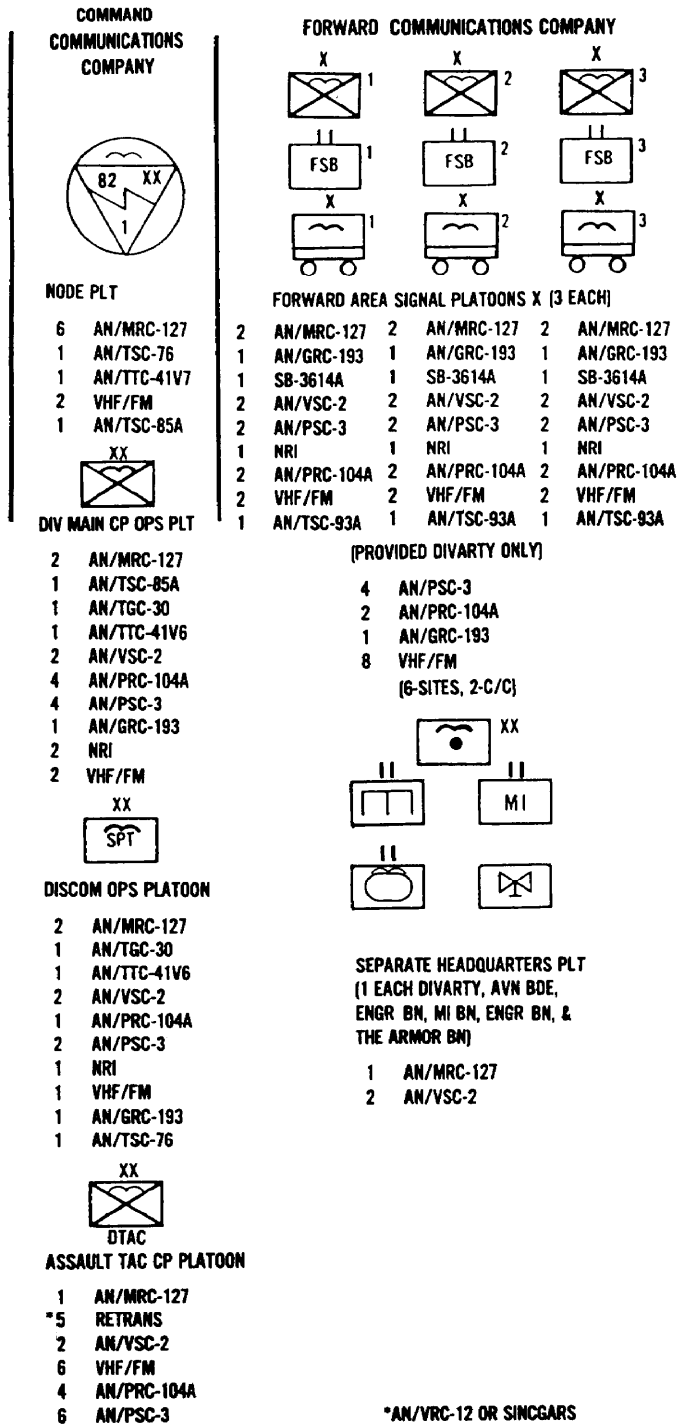 COMMAND
COMMUNICATIONS
COMPANY
82 XX
1
NODE PLT
6 AN/MRC-127
1 AN/TSC-76
1 AN/TTC-41V7
2 VHF/FM
1 AN/TSC-85A
XX
DIV MAIN CP OPS PLT
2 AN/MRC-127
1 AN/TSC-85A
1 AN/TGC-30
1 AN/TTC-41V6
2 AN/VSC-2
4 AN/PRC-104A
4 AN/PSC-3
1 AN/GRC-193
2 NRI
2 VHF/FM
XX
SPT
DISCOM OPS PLATOON
2 AN/MRC-127
1 AN/TGC-30
1 AN/TTC-41V6
2 AN/VSC-2
1 AN/PRC-104A
2 AN/PSC-3
1 NRI
1 VHF/FM
1 AN/GRC-193
1 AN/TSC-76
XX
DTAC
ASSAULT TAC CP PLATOON
1 AN/MRC-127
*5 RETRANS
2 AN/VSC-2
6 VHF/FM
4 AN/PRC-104A
6 AN/PSC-3
FORWARD COMMUNICATIONS COMPANY
X X X
1 2 3
II II II
FSB 1 FSB 2 FSB 3
X X X
1 2 3
FORWARD AREA SIGNAL PLATOONS X (3 EACH)
2 AN/MRC-127 2 AN/MRC-127 2 AN/MRC-127
1 AN/GRC-193 1 AN/GRC-193 1 AN/GRC-193
1 SB-3614A 1 SB-3614A 1 SB-3614A
2 AN/VSC-2 2 AN/VSC-2 2 AN/VSC-2
2 AN/PSC-3 2 AN/PSC-3 2 AN/PSC-3
1 NRI 1 NRI 1 NRI
2 AN/PRC-104A 2 AN/PRC-104A 2 AN/PRC-104A
2 VHF/FM 2 VHF/FM 2 VHF/FM
1 AN/TSC-93A 1 AN/TSC-93A 1 AN/TSC-93A
(PROVIDED DIVARTY ONLY)
4 AN/PSC-3
2 AN/PRC-104A
1 AN/GRC-193
8 VHF/FM
(6-SITES, 2-C/C)
XX
II II
MI
II
SEPARATE HEADQUARTERS PLT
(1 EACH DIVARTY, AVN BDE,
ENGR BN, MI BN, ENGR BN, &
THE ARMOR BN)
1 AN/MRC-127
2 AN/VSC-2
*AN/VRC-12 OR SINCGARS